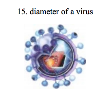 15. diameter of a virus